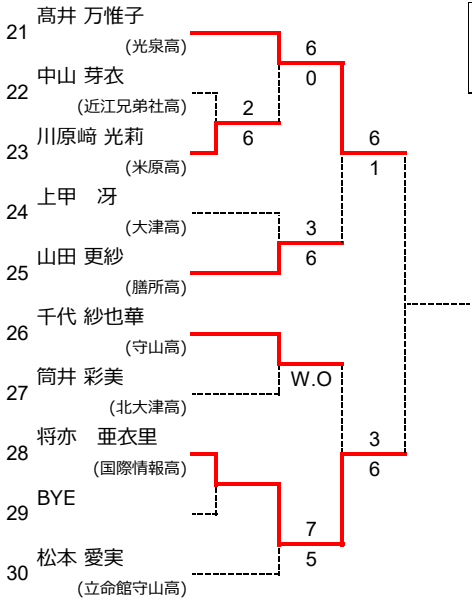 21 髙井 万惟子
(光泉高)
6
0
22 中山 芽衣
(近江兄弟社高)
2
6
23 川原﨑 光莉
(米原高)
6
1
24 上甲　冴
(大津高)
3
6
25 山田 更紗
(膳所高)
26 千代 紗也華
(守山高)
W.O
27 筒井 彩美
(北大津高)
28 将亦　亜衣里
(国際情報高)
3
6
29 BYE
7
5
30 松本 愛実
(立命館守山高)